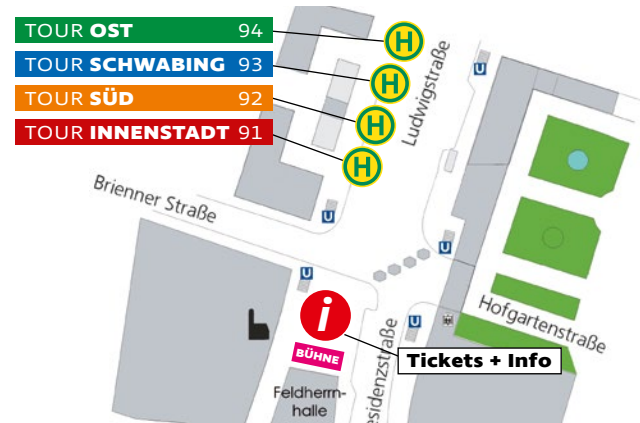 TOUR OST 94
TOUR SCHWABING 93
TOUR SÜD 92
TOUR INNENSTADT 91
H
H
H
H
Ludwigstraße
U
Brienner Straße
U
U
U
U
i
BÜHNE
Tickets + Info
Hofgartenstraße
esidenzstraße
Feldherrn-
halle